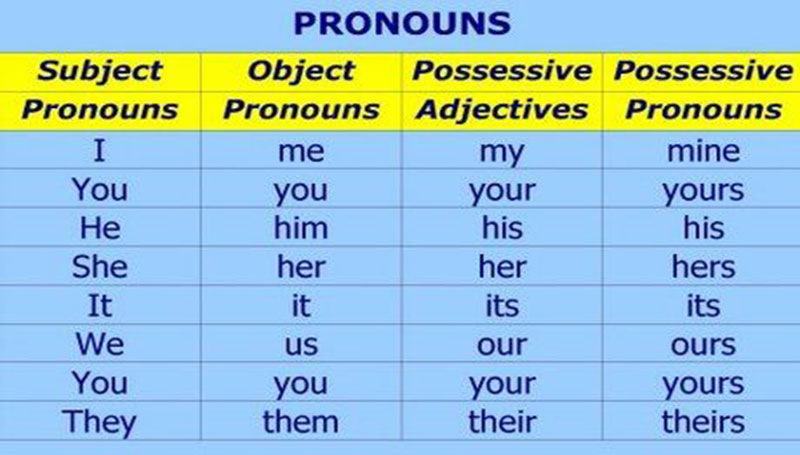 PRONOUNS
Subject Object Possessive Possessive
Pronouns Pronouns Adjectives Pronouns
I me my mine
You you your yours
He him his his
She her her hers
It it its its
We us our ours
You you your yours
They them their theirs